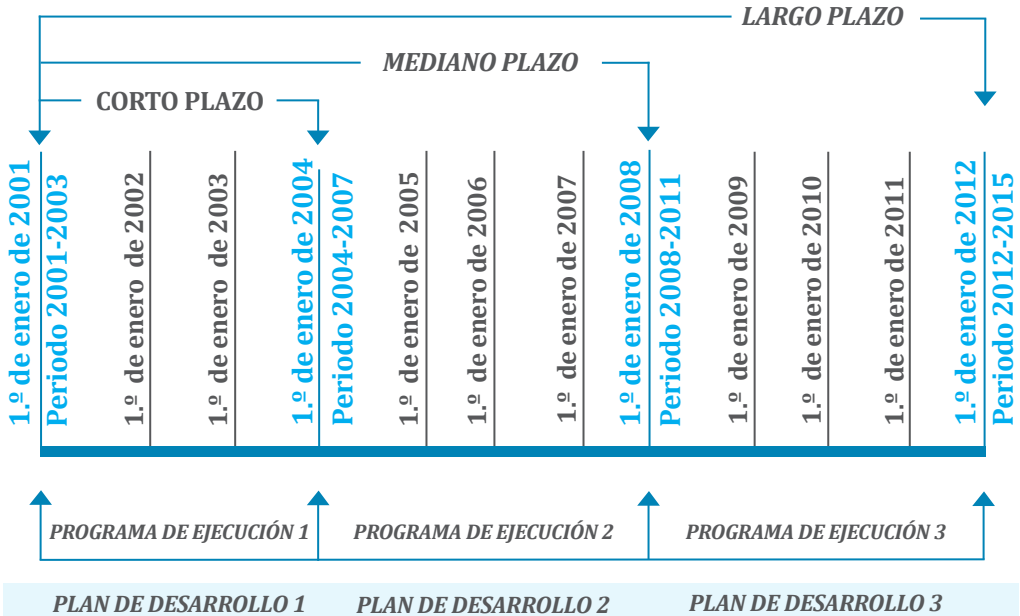 LARGO PLAZO
MEDIANO PLAZO
CORTO PLAZO
1.º de enero de 2001
Periodo 2001-2003
1.º de enero de 2002
1.º de enero de 2003
1.º de enero de 2004
Periodo 2004-2007
1.º de enero de 2005
1.º de enero de 2006
1.º de enero de 2007
1.º de enero de 2008
Periodo 2008-2011
1.º de enero de 2009
1.º de enero de 2010
1.º de enero de 2011
1.º de enero de 2012
Periodo 2012-2015
PROGRAMA DE EJECUCIÓN 1
PROGRAMA DE EJECUCIÓN 2
PROGRAMA DE EJECUCIÓN 3
PLAN DE DESARROLLO 1
PLAN DE DESARROLLO 2
PLAN DE DESARROLLO 3